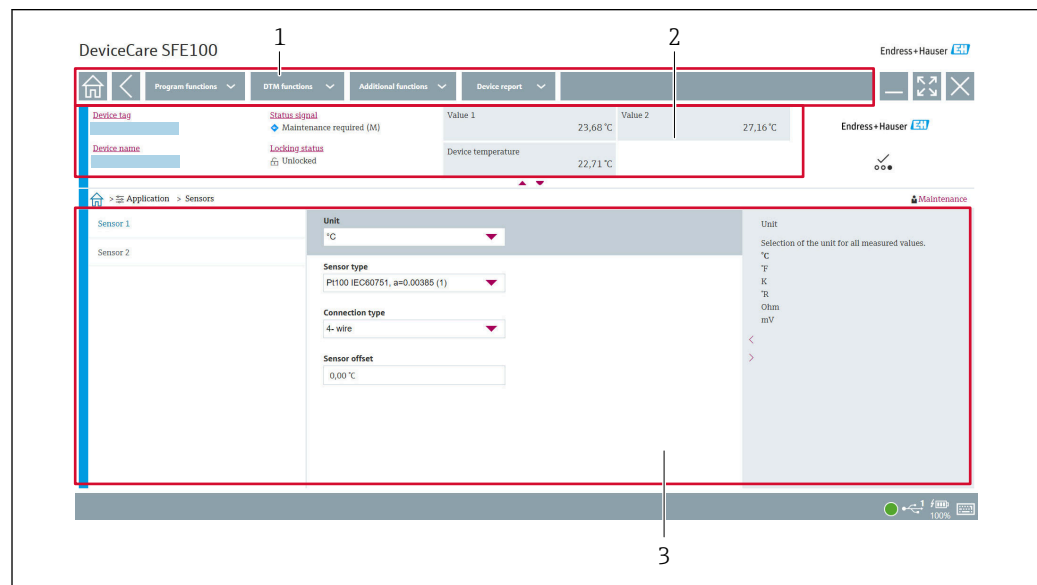 1
2
DeviceCare SFE100
Endress+Hauser EH
Program functions
DTM functions
Additional functions
Device report
Device tag
Status signal
Maintenance required (M)
Value 1
23,68 °C
Value 2
27,16 °C
Endress+Hauser EH
Device name
Locking status
Unlocked
Device temperature
22,71 °C
> Application > Sensors
Maintenance
Sensor 1
Sensor 2
Unit
°C
Sensor type
Pt100 IEC60751, a=0.00385 (1)
Connection type
4- wire
Sensor offset
0,00 °C
Unit
Selection of the unit for all measured values.
°C
°F
K
°R
Ohm
mV
<
>
1
100%
3